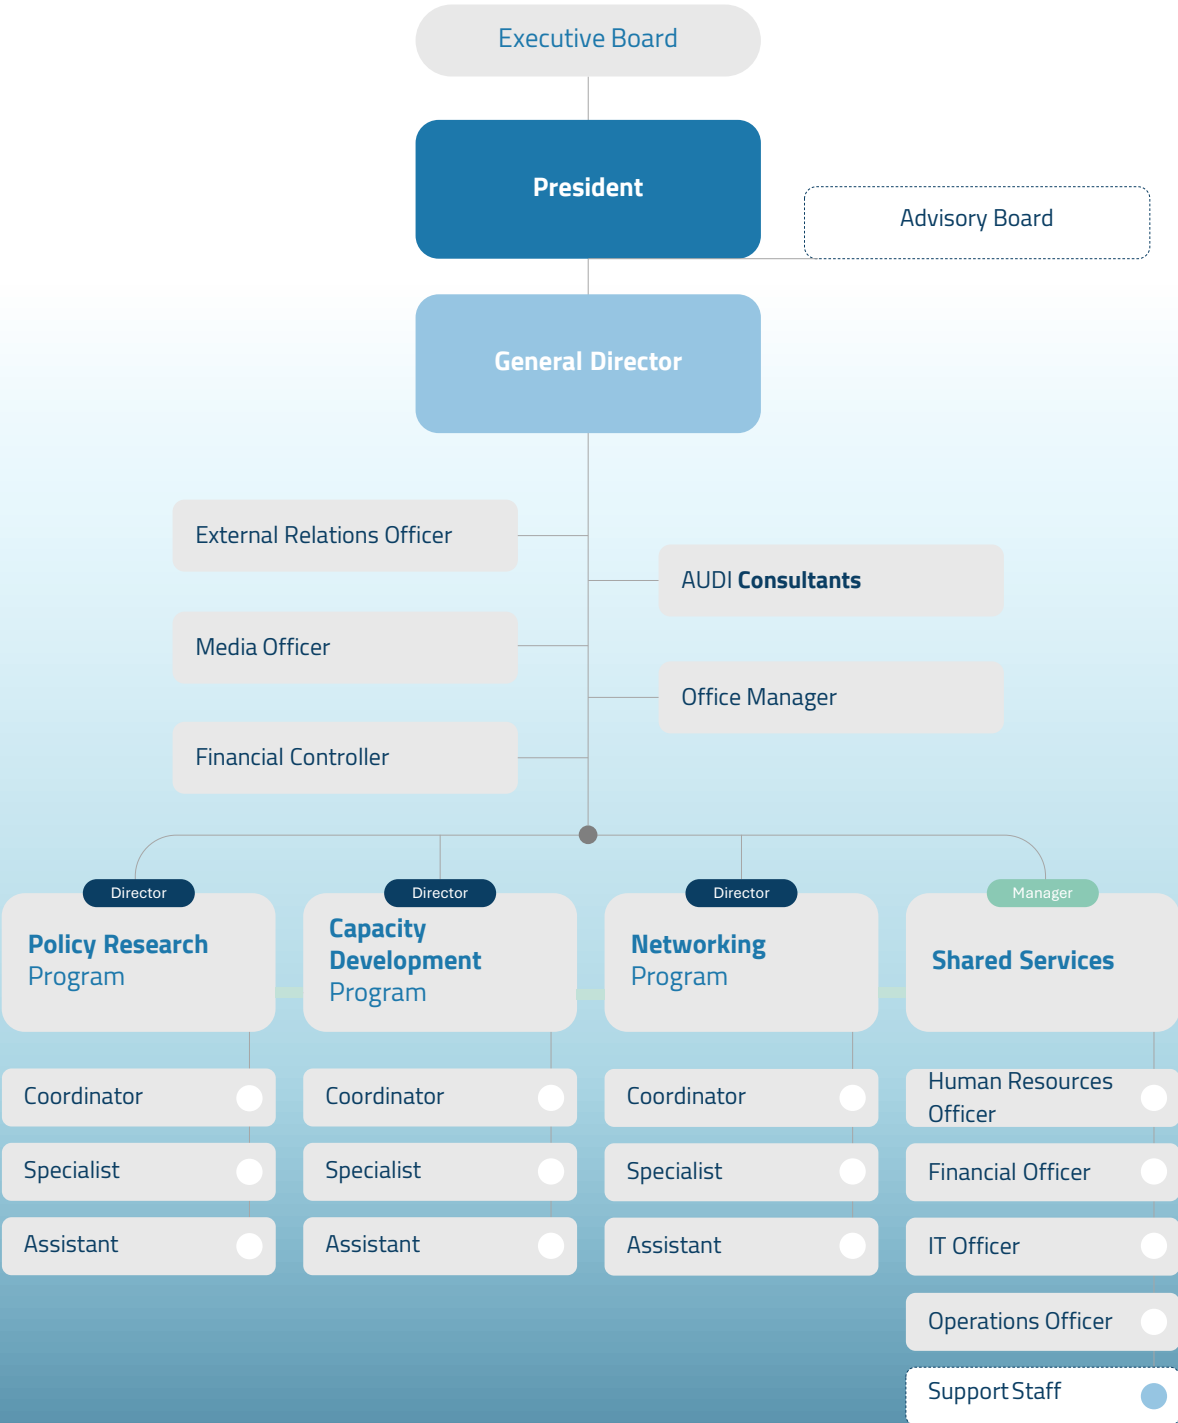 Executive Board
President
Advisory Board
General Director
External Relations Officer
AUDI Consultants
Media Officer
Office Manager
Financial Controller
Director
Policy Research
Program
Coordinator
Specialist
Assistant
Director
Capacity
Development
Program
Coordinator
Specialist
Assistant
Director
Networking
Program
Coordinator
Specialist
Assistant
Manager
Shared Services
Human Resources
Officer
Financial Officer
IT Officer
Operations Officer
Support Staff